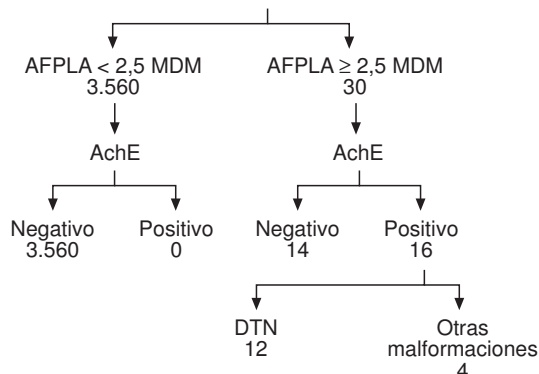 AFPLA < 2,5 MDM
3.560
AFPLA ≥ 2,5 MDM
30
AchE
AchE
Negativo
3.560
Positivo
0
Negativo
14
Positivo
16
DTN
12
Otras
malformaciones
4